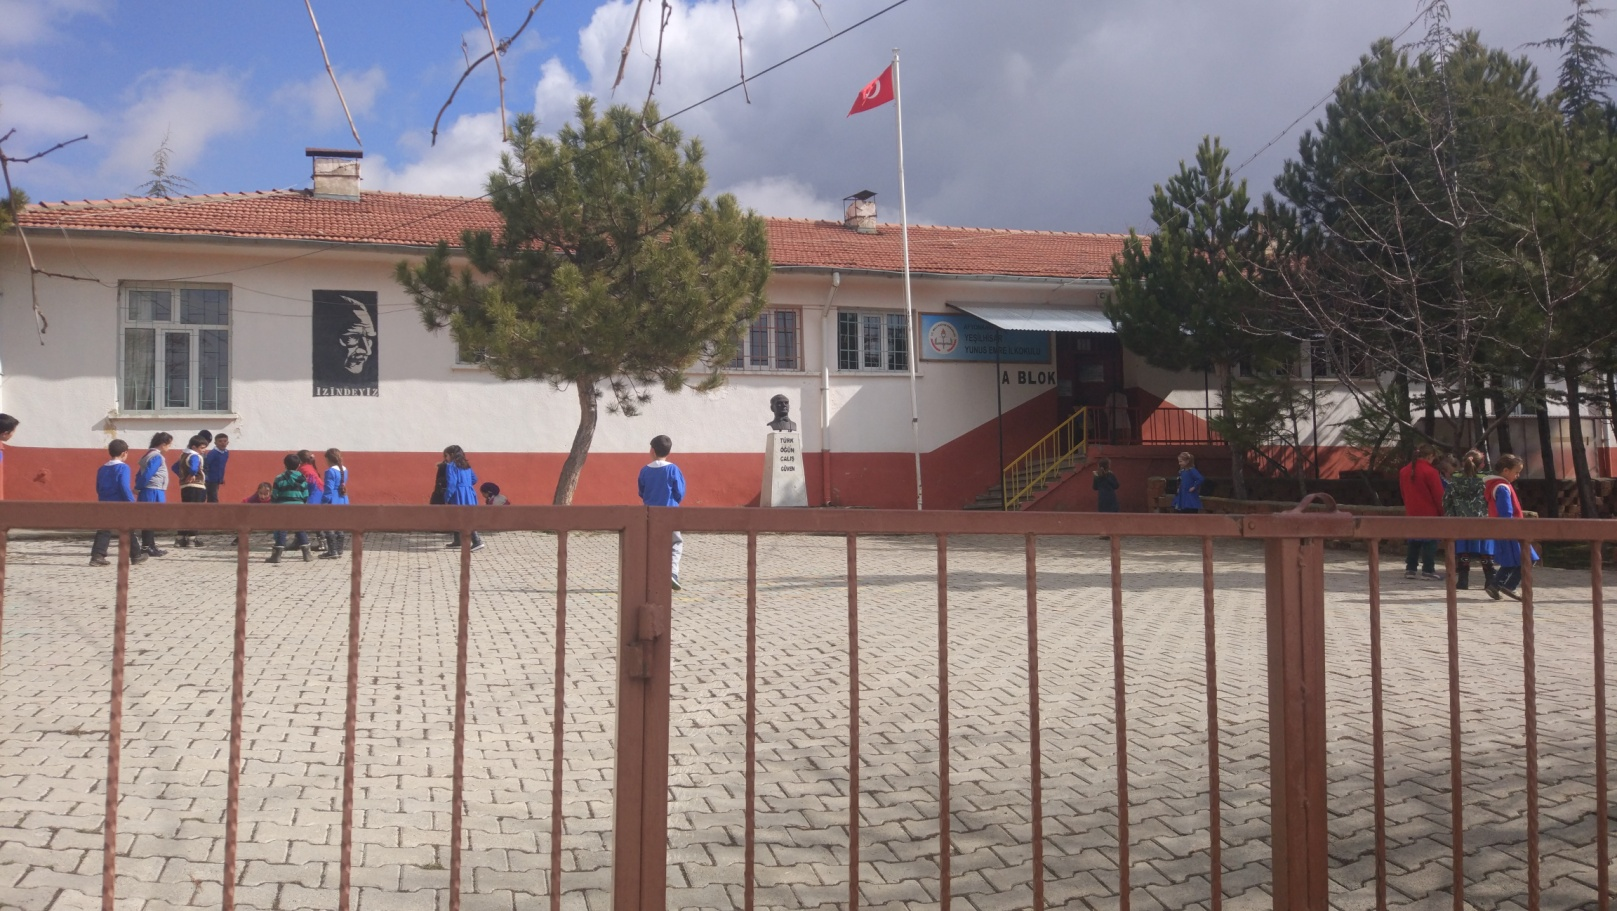 İZİNDEYİZ
TÜRK
ÖĞÜN
ÇALIŞ
GÜVEN
YEŞİLHİSAR
YUNUS EMRE İLKOKULU
A BLOK